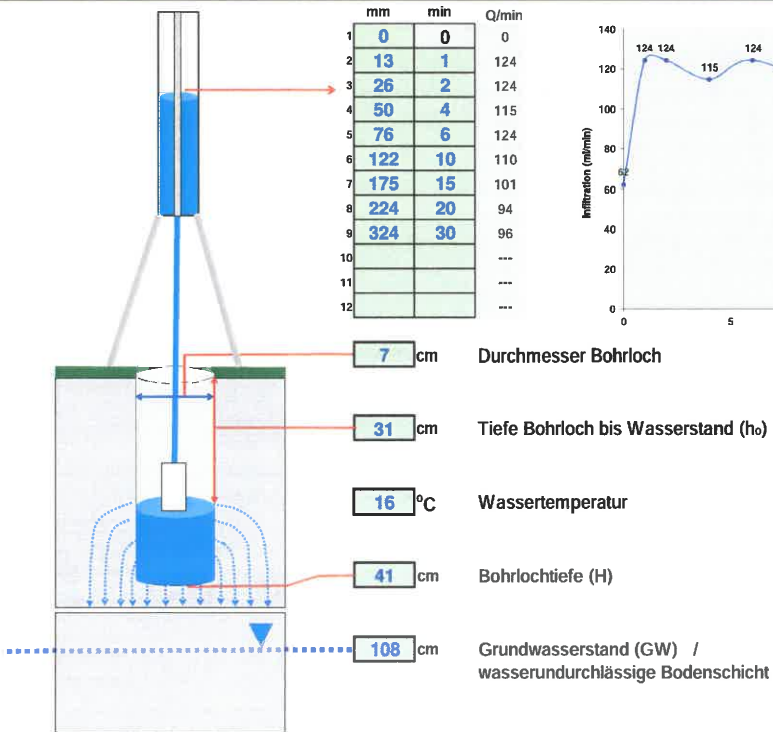 mm min Q/min
1 0 0 0
2 13 1 124
3 26 2 124
4 50 4 115
5 76 6 124
6 122 10 110
7 175 15 101
8 224 20 94
9 324 30 96
10 ---
11 ---
12 ---
7 cm Durchmesser Bohrloch
31 cm Tiefe Bohrloch bis Wasserstand (h₀)
16 °C Wassertemperatur
41 cm Bohrlochtiefe (H)
108 cm Grundwasserstand (GW) /
wasserundurchlässige Bodenschicht
Infiltration (ml/min)
140
120
100
80
60
40
20
0
0 5
62
124 124
115
124